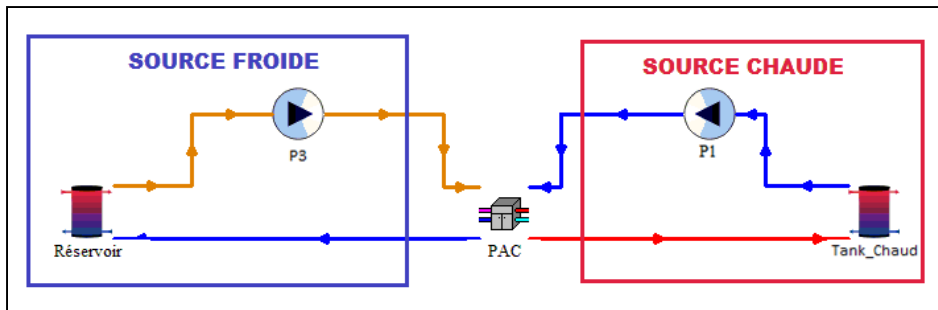 SOURCE FROIDE
SOURCE CHAUDE
P3
P1
Réservoir
PAC
Tank_Chaud